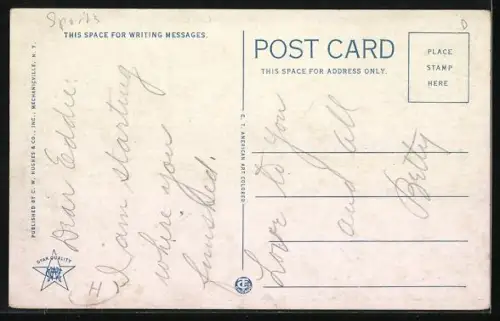 Sports
THIS SPACE FOR WRITING MESSAGES.
POST CARD
THIS SPACE FOR ADDRESS ONLY.
PLACE
STAMP
HERE
PUBLISHED BY C. W. HUGHES & CO., INC., MECHANICVILLE, N. Y.
Dear Eddie:
I am starting
where you
finished.
C. T. AMERICAN ART COLORED
Love to you
and all
Betty
STAR QUALITY
H